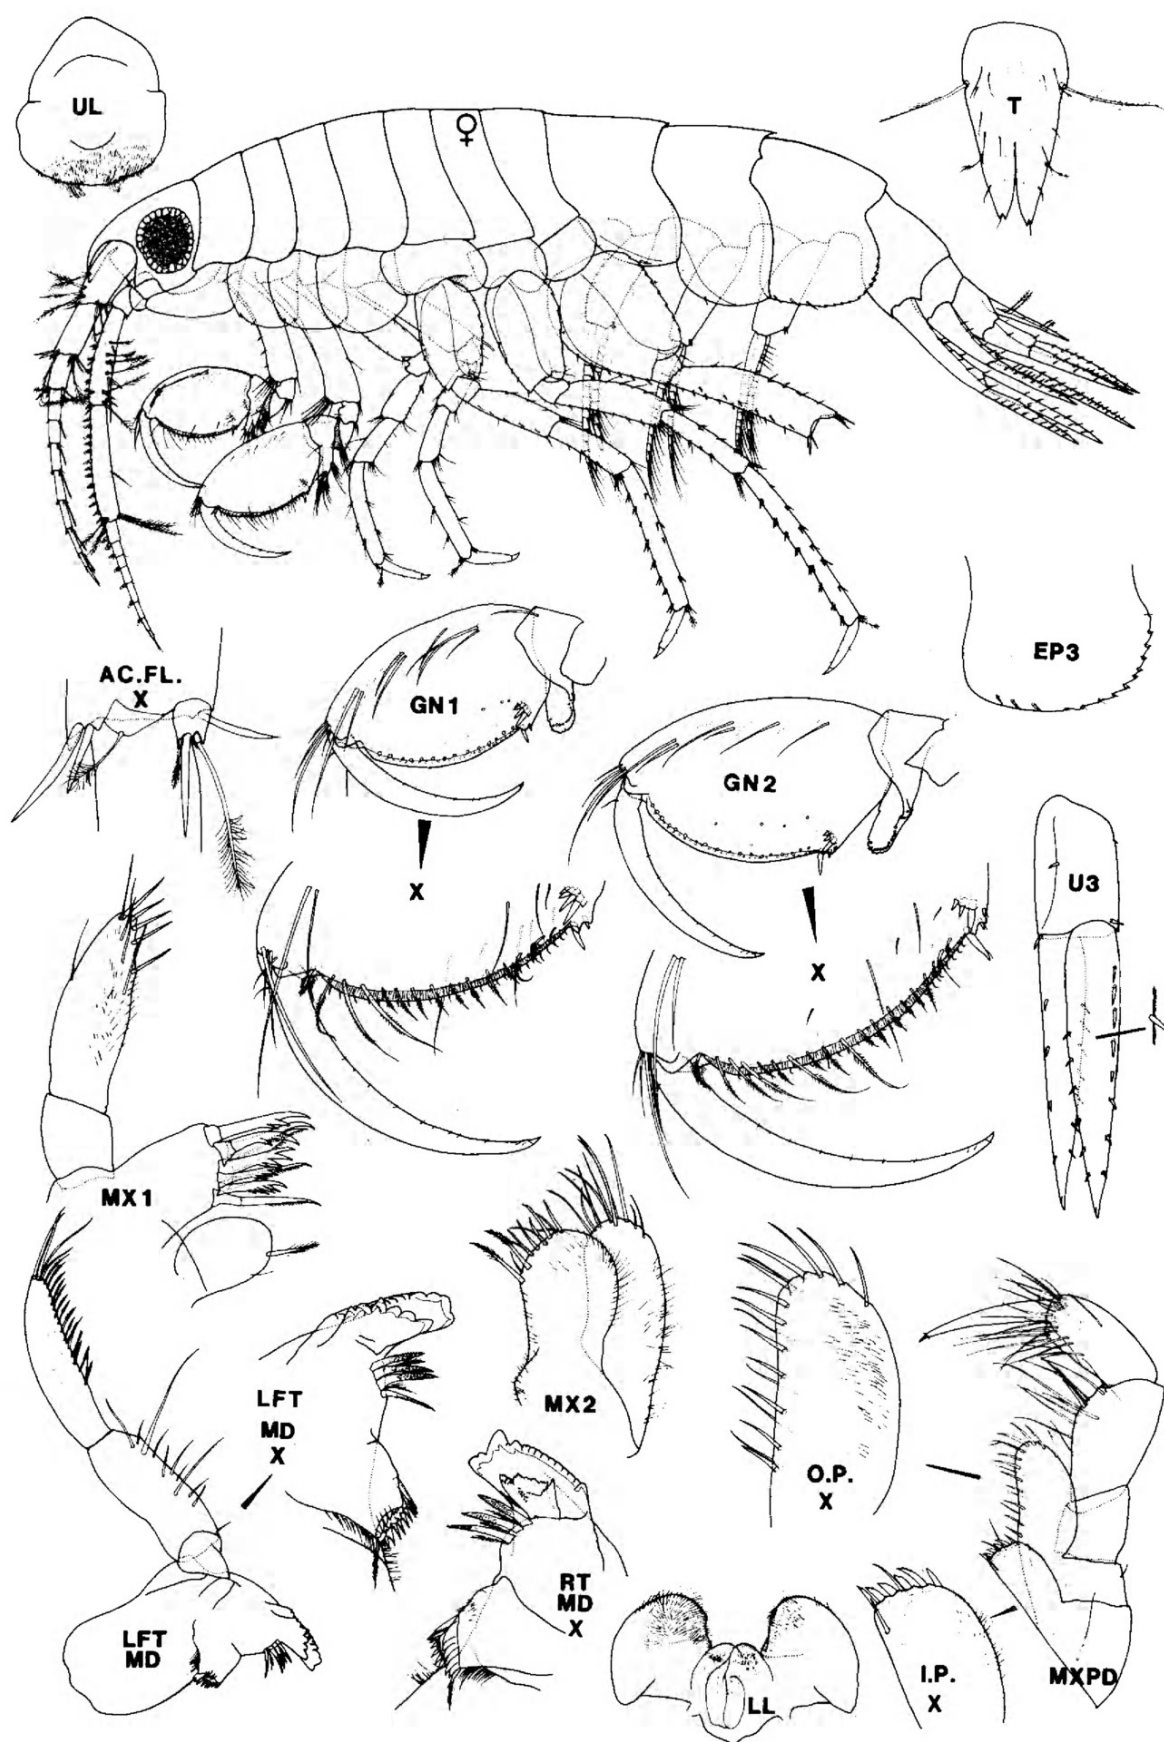 UL
♀
T
AC.FL.
X
GN1
EP3
GN2
X
U3
X
MX1
LFT
MD
X
MX2
O.P.
X
RT
MD
X
LFT
MD
LL
I.P.
X
MXPD